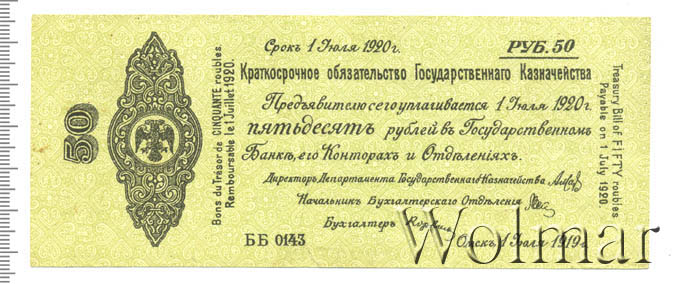 Срокъ 1 Іюля 1920 г.
РУБ. 50
Краткосрочное обязательство Государственнаго Казначейства
Предъявителю сего уплачивается 1 Іюля 1920 г.
пятьдесятъ рублей въ Государственномъ
Банкѣ, его Конторахъ и Отдѣленіяхъ.
Директоръ Департамента Государственнаго Казначейства
Начальникъ Бухгалтерскаго Отдѣленія
Бухгалтеръ
ББ 0143
Омскъ 1 Іюля 1919 г.
50
Bons du Trésor de CINQUANTE roubles.
Remboursable le 1 Juillet 1920.
Treasury Bill of FIFTY roubles
Payable on 1 July 1920
Wolmar